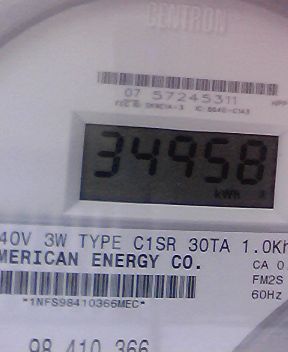 CENTRON
07 57245311
34958
kWh
40V 3W TYPE C1SR 30TA 1.0Kh
MERICAN ENERGY CO.
CA 0.
FM2S
60Hz
*1NFS98410366MEC*
98 410 366